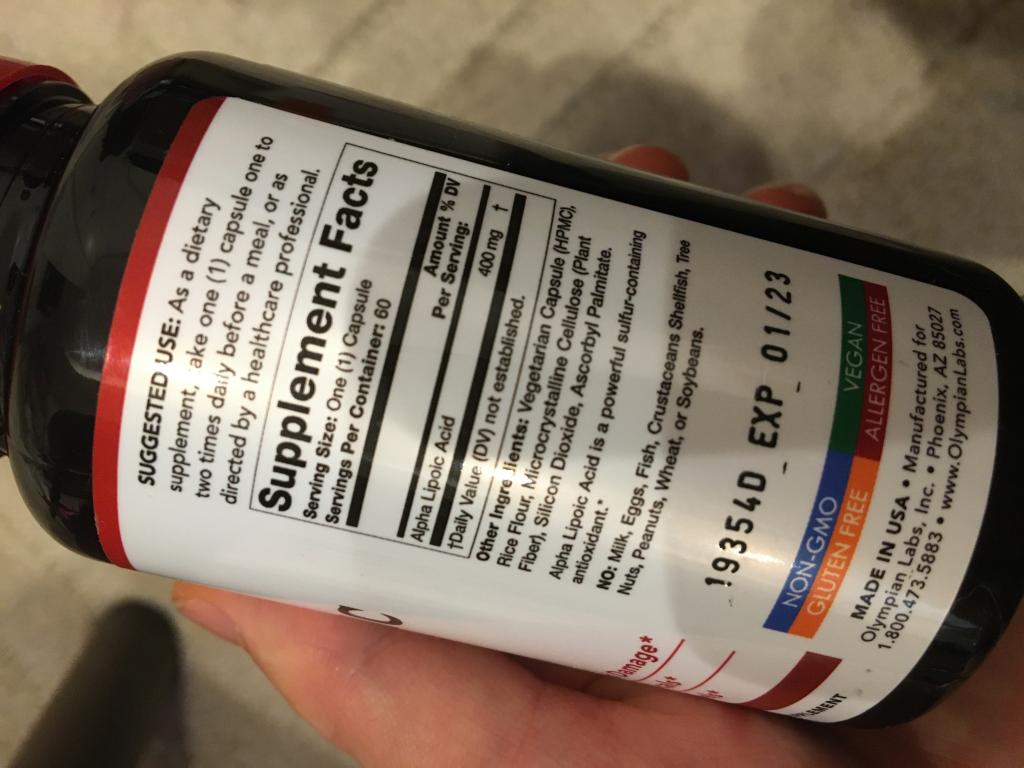 SUGGESTED USE: As a dietary
supplement, take one (1) capsule one to
two times daily before a meal, or as
directed by a healthcare professional.
Supplement Facts
Serving Size: One (1) Capsule
Servings Per Container: 60
Amount % DV
Per Serving:
Alpha Lipoic Acid 400 mg †
†Daily Value (DV) not established.
Other Ingredients: Vegetarian Capsule (HPMC),
Rice Flour, Microcrystalline Cellulose (Plant
Fiber), Silicon Dioxide, Ascorbyl Palmitate.
Alpha Lipoic Acid is a powerful sulfur-containing
antioxidant.*
NO: Milk, Eggs, Fish, Crustaceans Shellfish, Tree
Nuts, Peanuts, Wheat, or Soybeans.
19354D EXP 01/23
NON-GMO VEGAN
GLUTEN FREE ALLERGEN FREE
MADE IN USA • Manufactured for
Olympian Labs, Inc. • Phoenix, AZ 85027
1.800.473.5883 • www.OlympianLabs.com
C
Damage*